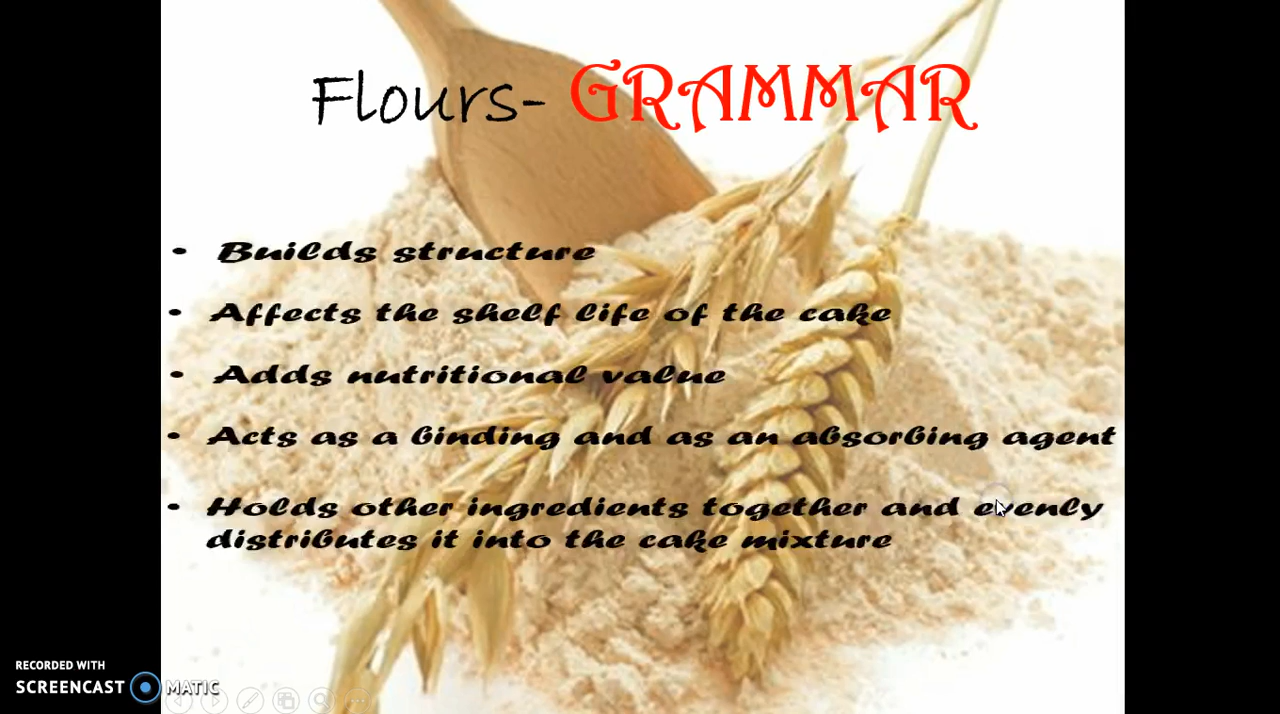 Flours- GRAMMAR
• Builds structure
• Affects the shelf life of the cake
• Adds nutritional value
• Acts as a binding and as an absorbing agent
• Holds other ingredients together and evenly
distributes it into the cake mixture
RECORDED WITH
SCREENCAST MATIC